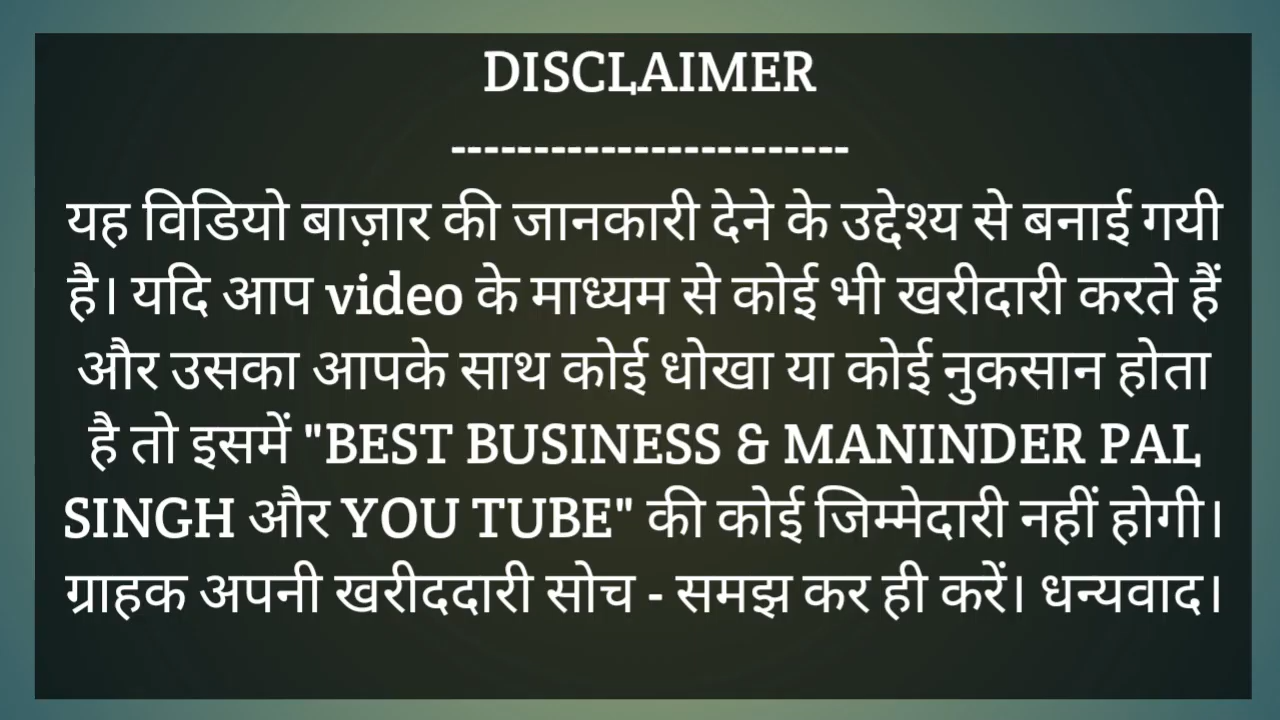 DISCLAIMER
------------------------
यह विडियो बाज़ार की जानकारी देने के उद्देश्य से बनाई गयी
है। यदि आप video के माध्यम से कोई भी खरीदारी करते हैं
और उसका आपके साथ कोई धोखा या कोई नुकसान होता
है तो इसमें "BEST BUSINESS & MANINDER PAL
SINGH और YOU TUBE" की कोई जिम्मेदारी नहीं होगी।
ग्राहक अपनी खरीददारी सोच - समझ कर ही करें। धन्यवाद।